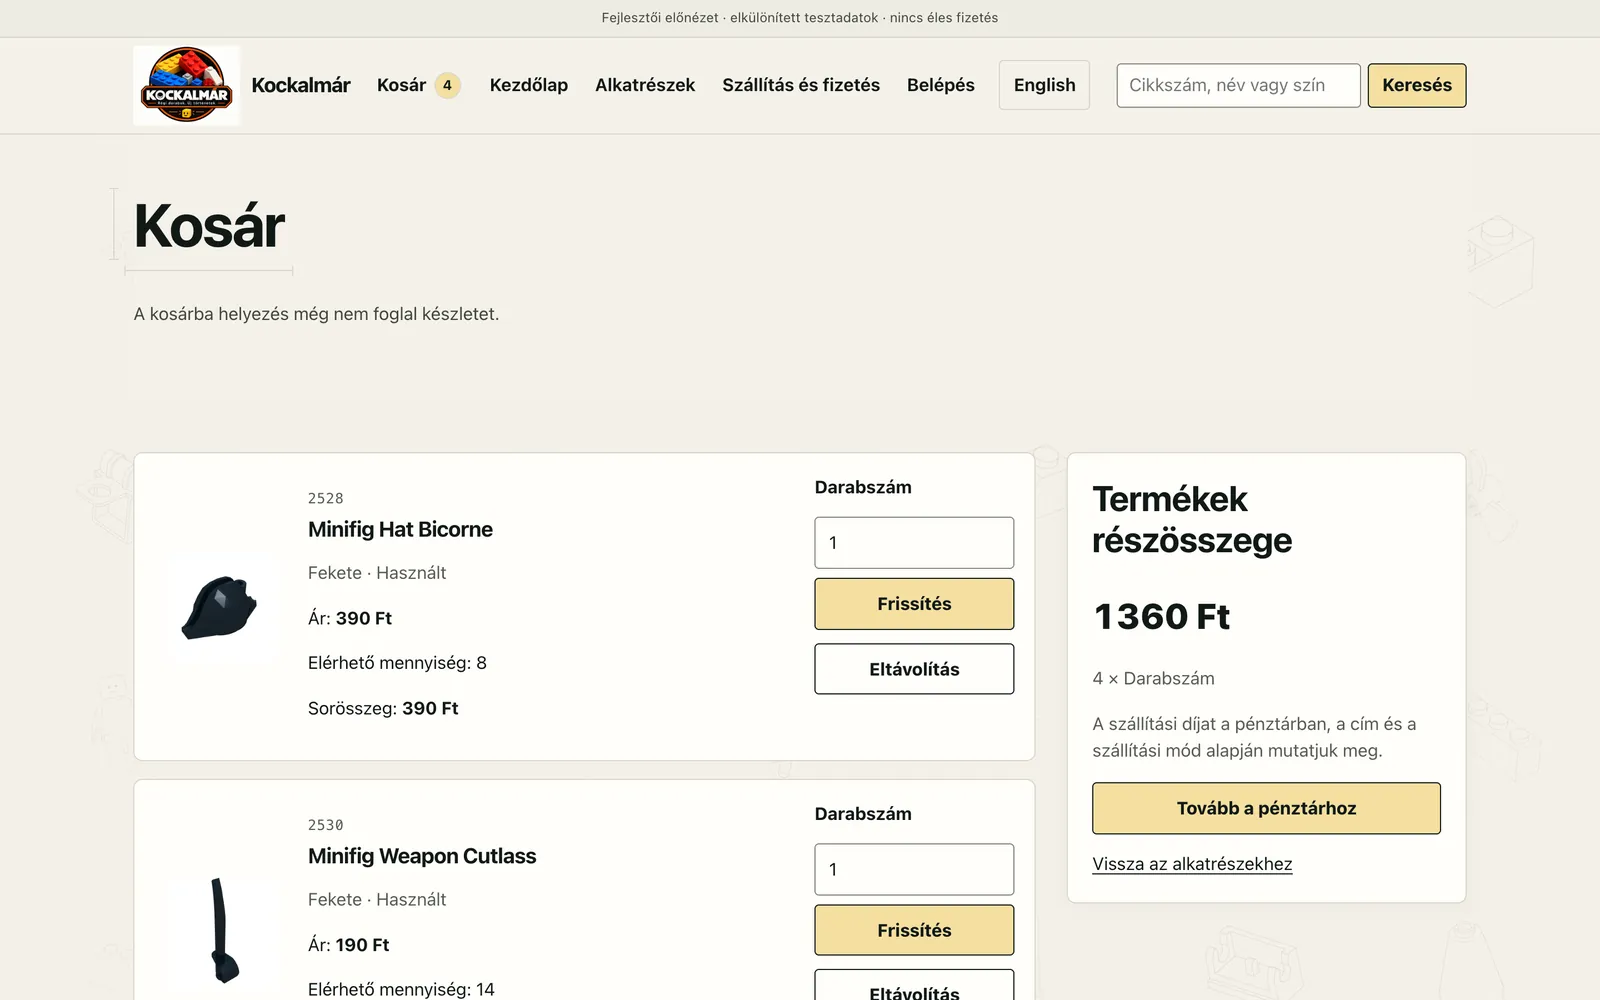 Fejlesztői előnézet · elkülönített tesztadatok · nincs éles fizetés
KOCKALMÁR
Kockalmár
Kosár 4
Kezdőlap
Alkatrészek
Szállítás és fizetés
Belépés
English
Cikkszám, név vagy szín
Keresés
Kosár
A kosárba helyezés még nem foglal készletet.
2528
Minifig Hat Bicorne
Fekete · Használt
Ár: 390 Ft
Elérhető mennyiség: 8
Sorösszeg: 390 Ft
Darabszám
1
Frissítés
Eltávolítás
2530
Minifig Weapon Cutlass
Fekete · Használt
Ár: 190 Ft
Elérhető mennyiség: 14
Darabszám
1
Frissítés
Eltávolítás
Termékek
részösszege
1360 Ft
4 × Darabszám
A szállítási díjat a pénztárban, a cím és a
szállítási mód alapján mutatjuk meg.
Tovább a pénztárhoz
Vissza az alkatrészekhez